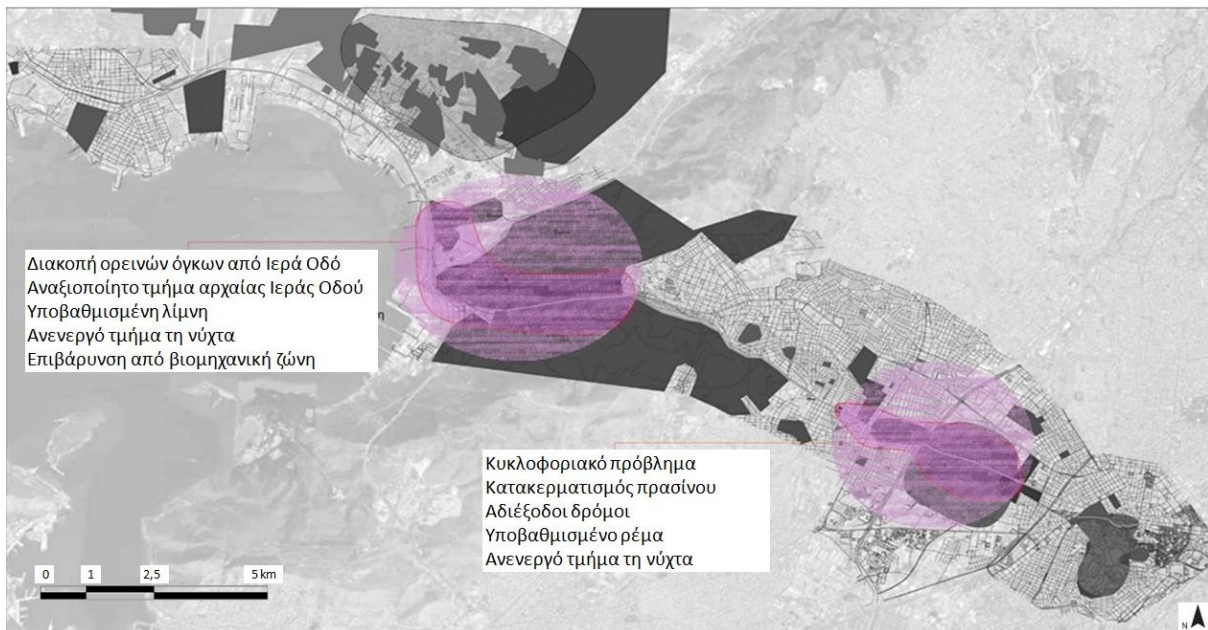 Διακοπή ορεινών όγκων από Ιερά Οδό
Αναξιοποίητο τμήμα αρχαίας Ιεράς Οδού
Υποβαθμισμένη λίμνη
Ανενεργό τμήμα τη νύχτα
Επιβάρυνση από βιομηχανική ζώνη
Κυκλοφοριακό πρόβλημα
Κατακερματισμός πρασίνου
Αδιέξοδοι δρόμοι
Υποβαθμισμένο ρέμα
Ανενεργό τμήμα τη νύχτα
0 1 2,5 5 km
N